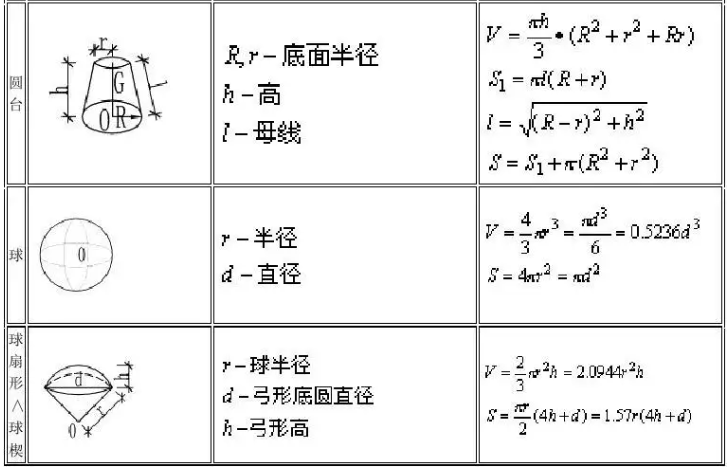 圆台
r
h
G
l
O
R
R,r－底面半径
h－高
l－母线
V = πh/3 • (R² + r² + Rr)
S₁ = πl(R + r)
l = √((R − r)² + h²)
S = S₁ + π(R² + r²)
球
0
r－半径
d－直径
V = 4/3 πr³ = πd³/6 = 0.5236d³
S = 4πr² = πd²
球扇形∧球楔
d
h
r
0
r－球半径
d－弓形底圆直径
h－弓形高
V = 2/3 πr²h = 2.0944r²h
S = πr/2 (4h + d) = 1.57r(4h + d)